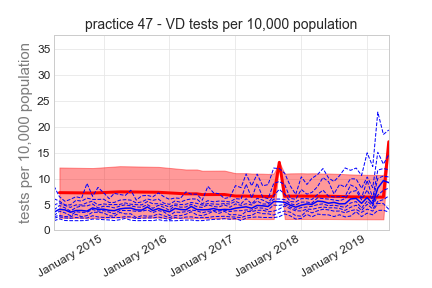 practice 47 - VD tests per 10,000 population
tests per 10,000 population
35
30
25
20
15
10
5
0
January 2015
January 2016
January 2017
January 2018
January 2019